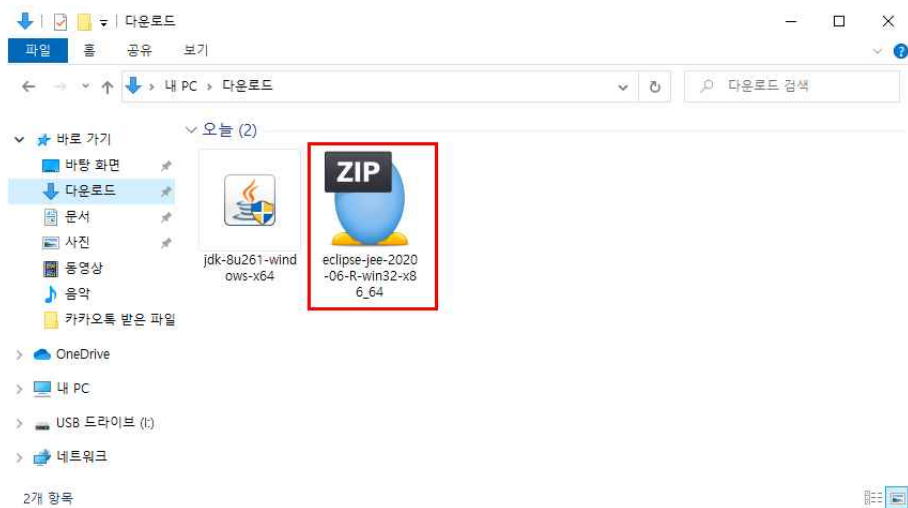 다운로드
파일 홈 공유 보기
내 PC > 다운로드
다운로드 검색
바로 가기
바탕 화면
다운로드
문서
사진
동영상
음악
카카오톡 받은 파일
OneDrive
내 PC
USB 드라이브 (I:)
네트워크
오늘 (2)
jdk-8u261-wind
ows-x64
ZIP
eclipse-jee-2020
-06-R-win32-x8
6_64
2개 항목